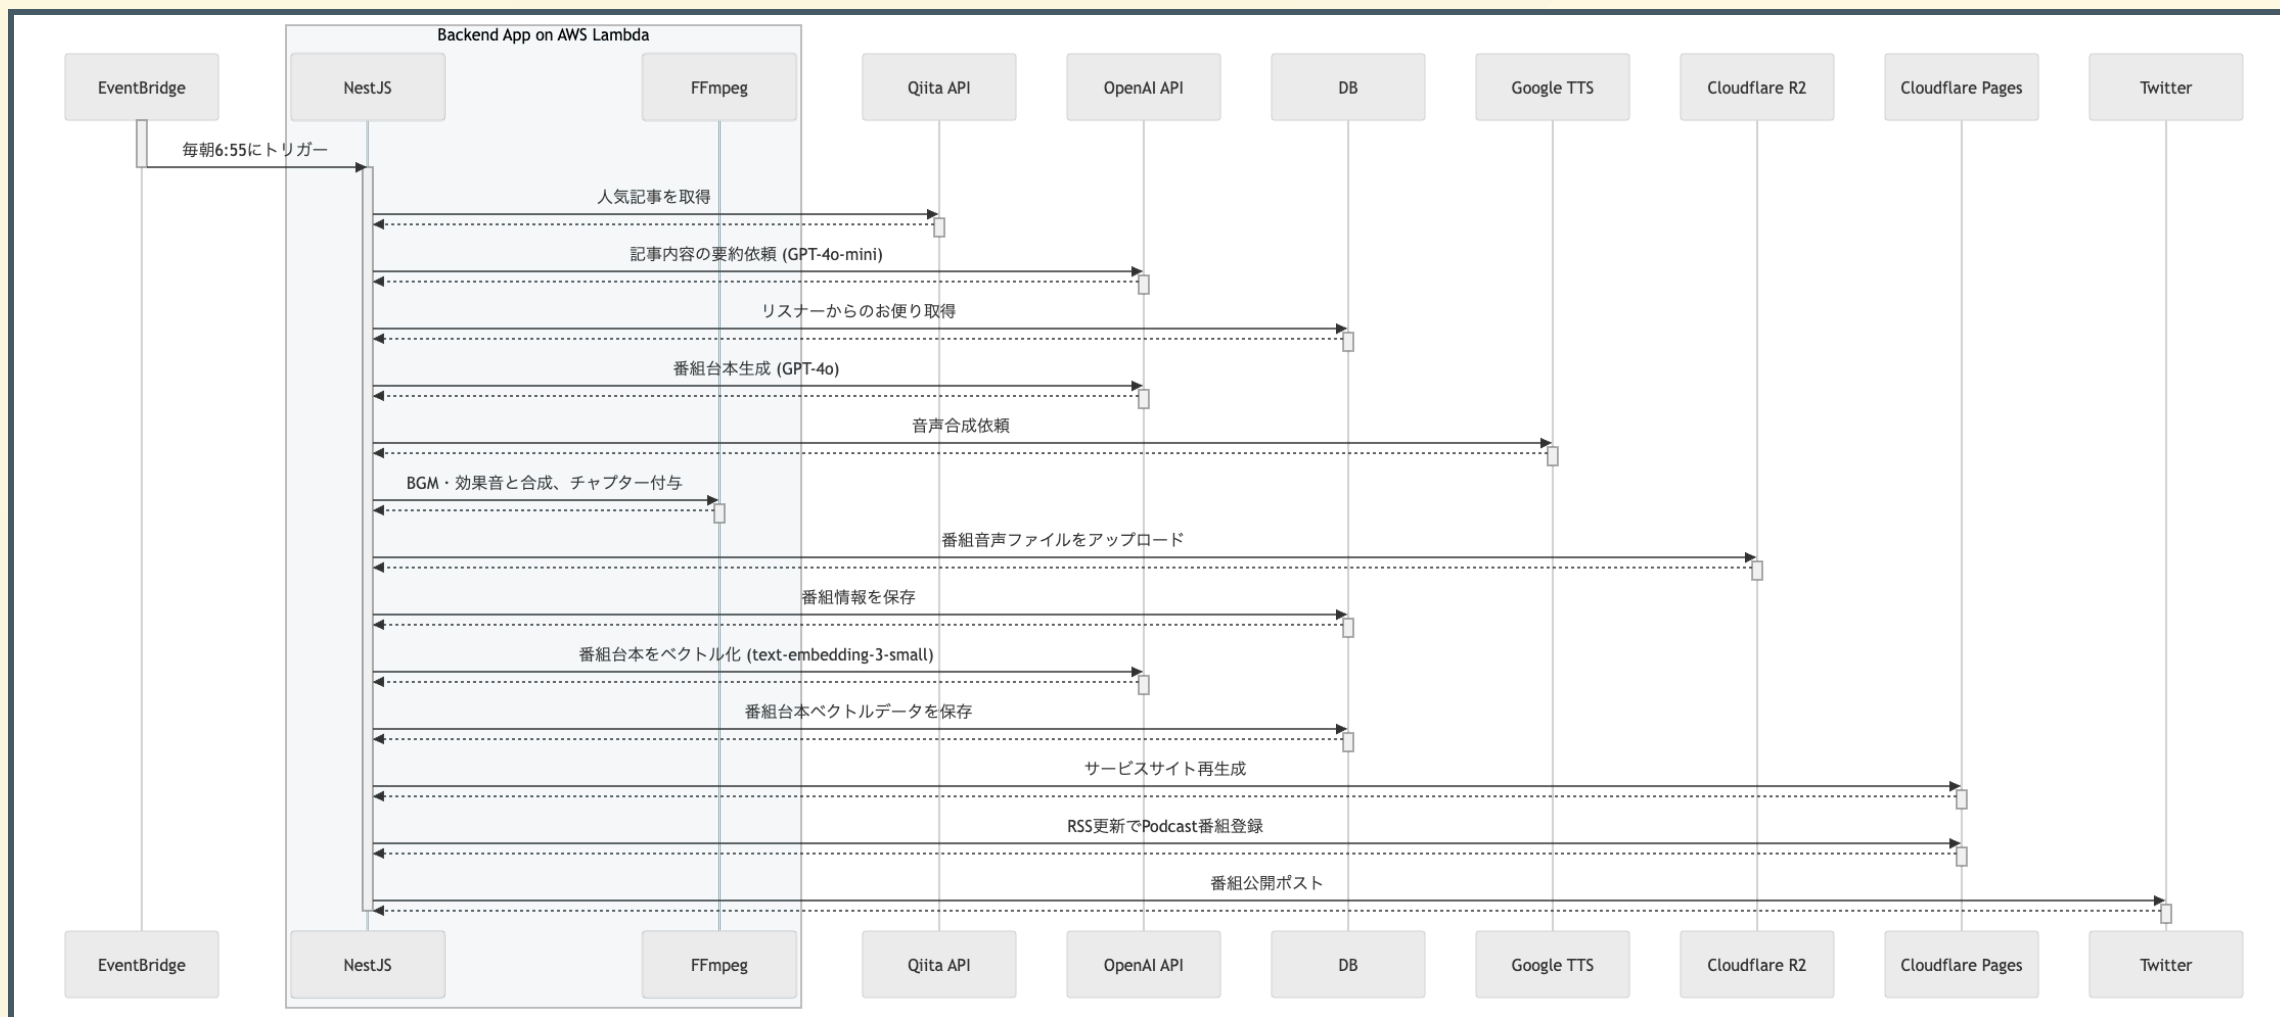 Backend App on AWS Lambda
EventBridge
NestJS
FFmpeg
Qiita API
OpenAI API
DB
Google TTS
Cloudflare R2
Cloudflare Pages
Twitter
毎朝6:55にトリガー
人気記事を取得
記事内容の要約依頼 (GPT-4o-mini)
リスナーからのお便り取得
番組台本生成 (GPT-4o)
音声合成依頼
BGM・効果音と合成、チャプター付与
番組音声ファイルをアップロード
番組情報を保存
番組台本をベクトル化 (text-embedding-3-small)
番組台本ベクトルデータを保存
サービスサイト再生成
RSS更新でPodcast番組登録
番組公開ポスト
EventBridge
NestJS
FFmpeg
Qiita API
OpenAI API
DB
Google TTS
Cloudflare R2
Cloudflare Pages
Twitter